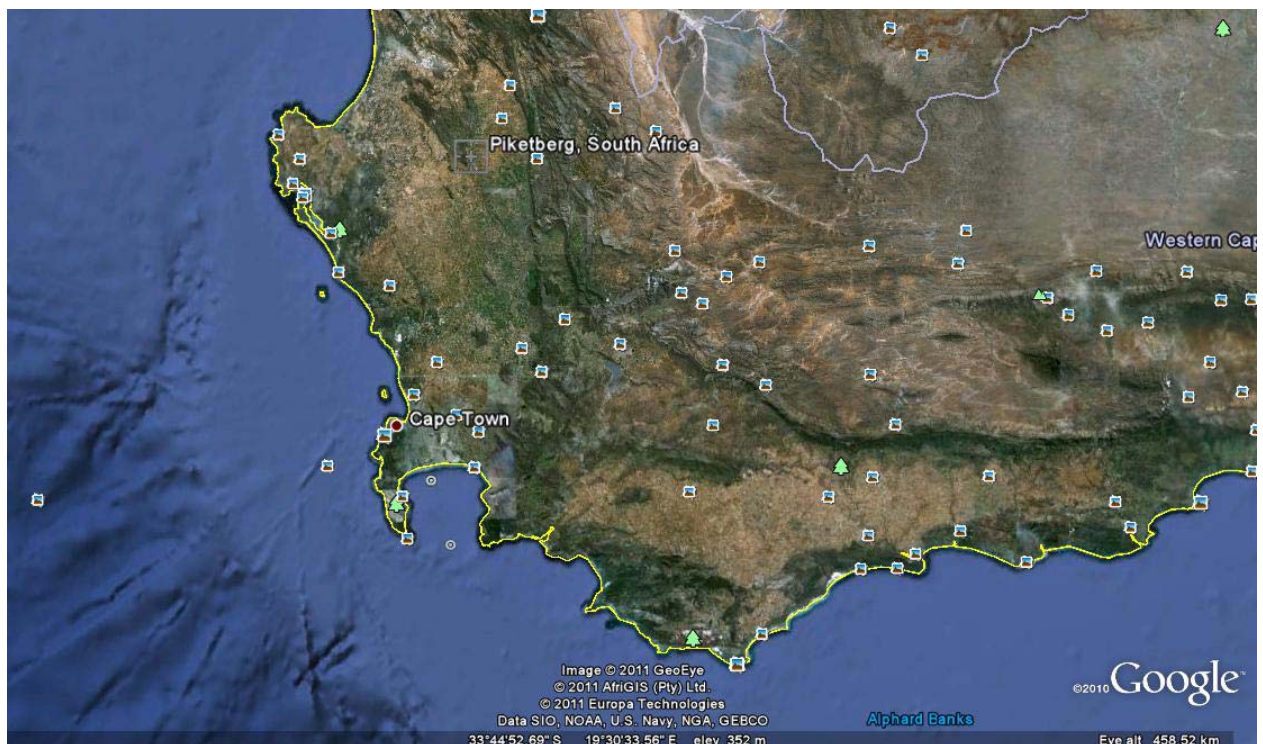 Piketberg, South Africa
Western Cap
Cape Town
Image © 2011 GeoEye
© 2011 AfriGIS (Pty) Ltd.
© 2011 Europa Technologies
Data SIO, NOAA, U.S. Navy, NGA, GEBCO
©2010 Google™
Alphard Banks
33°44'52.69" S 19°30'33.56" E elev 352 m
Eye alt 458.52 km